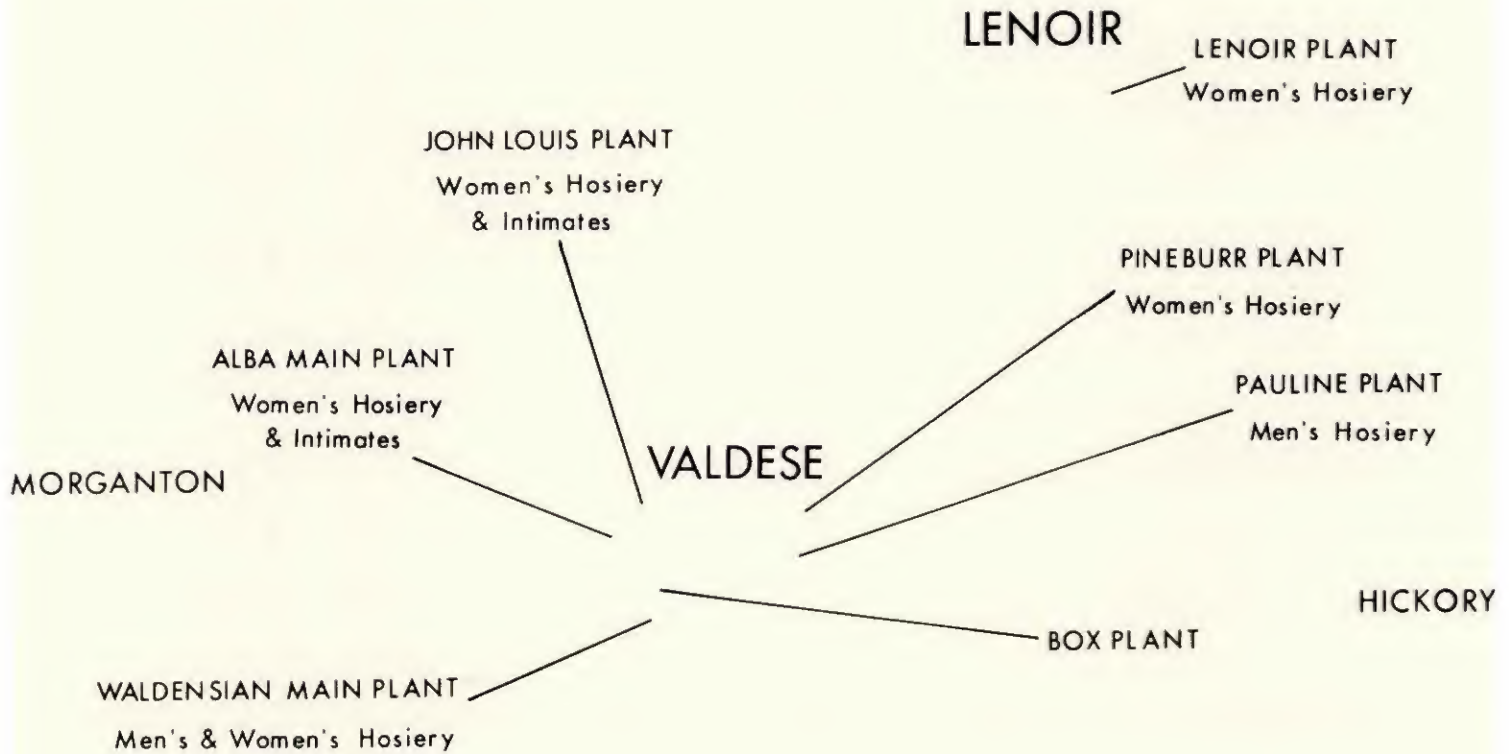 LENOIR
LENOIR PLANT
Women's Hosiery
JOHN LOUIS PLANT
Women's Hosiery
& Intimates
PINEBURR PLANT
Women's Hosiery
ALBA MAIN PLANT
Women's Hosiery
& Intimates
PAULINE PLANT
Men's Hosiery
VALDESE
MORGANTON
HICKORY
BOX PLANT
WALDENSIAN MAIN PLANT
Men's & Women's Hosiery